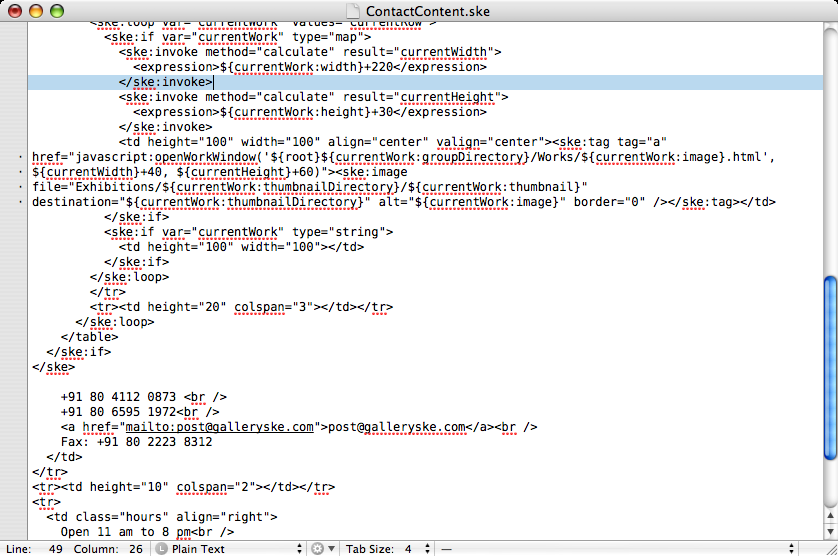 ContactContent.ske
<ske:loop var="currentWork" values="currentRow">
<ske:if var="currentWork" type="map">
<ske:invoke method="calculate" result="currentWidth">
<expression>${currentWork:width}+220</expression>
</ske:invoke>
<ske:invoke method="calculate" result="currentHeight">
<expression>${currentWork:height}+30</expression>
</ske:invoke>
<td height="100" width="100" align="center" valign="center"><ske:tag tag="a"
href="javascript:openWorkWindow('${root}${currentWork:groupDirectory}/Works/${currentWork:image}.html',
${currentWidth}+40, ${currentHeight}+60)"><ske:image
file="Exhibitions/${currentWork:thumbnailDirectory}/${currentWork:thumbnail}"
destination="${currentWork:thumbnailDirectory}" alt="${currentWork:image}" border="0" /></ske:tag></td>
</ske:if>
<ske:if var="currentWork" type="string">
<td height="100" width="100"></td>
</ske:if>
</ske:loop>
</tr>
<tr><td height="20" colspan="3"></td></tr>
</ske:loop>
</table>
</ske:if>
</ske>
+91 80 4112 0873 <br />
+91 80 6595 1972<br />
<a href="mailto:post@galleryske.com">post@galleryske.com</a><br />
Fax: +91 80 2223 8312
</td>
</tr>
<tr><td height="10" colspan="2"></td></tr>
<tr>
<td class="hours" align="right">
Open 11 am to 8 pm<br />
Line: 49 Column: 26 L Plain Text Tab Size: 4 —